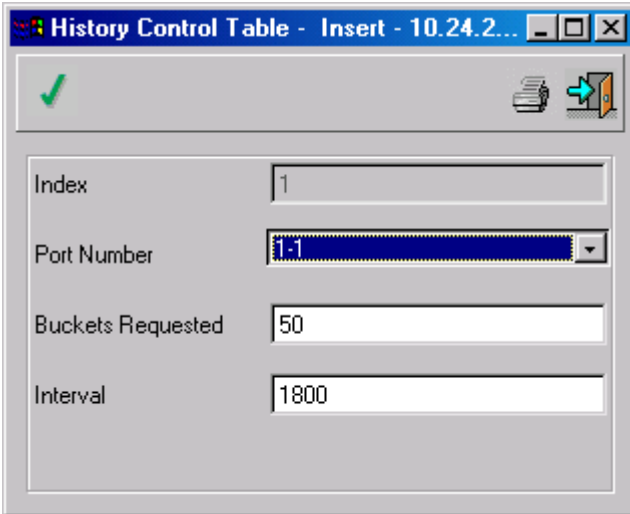 History Control Table - Insert - 10.24.2...
Index 1
Port Number 1-1
Buckets Requested 50
Interval 1800